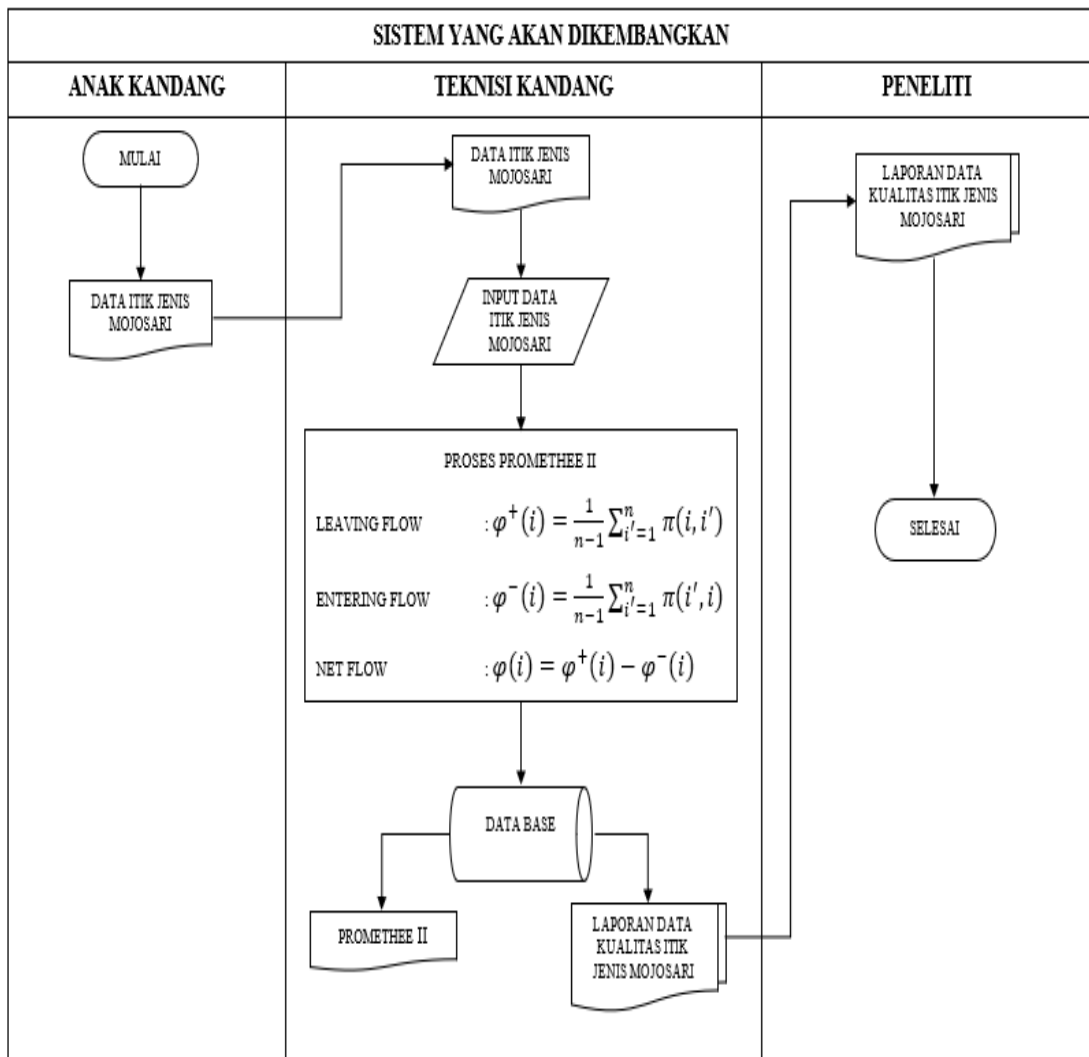 SISTEM YANG AKAN DIKEMBANGKAN
ANAK KANDANG
TEKNISI KANDANG
PENELITI
MULAI
DATA ITIK JENIS
MOJOSARI
DATA ITIK JENIS
MOJOSARI
INPUT DATA
ITIK JENIS
MOJOSARI
PROSES PROMETHEE II
LEAVING FLOW : φ⁺(i) = 1/(n−1) ∑ⁿᵢ′₌₁ π(i, i′)
ENTERING FLOW : φ⁻(i) = 1/(n−1) ∑ⁿᵢ′₌₁ π(i′, i)
NET FLOW : φ(i) = φ⁺(i) − φ⁻(i)
DATA BASE
PROMETHEE II
LAPORAN DATA
KUALITAS ITIK
JENIS MOJOSARI
LAPORAN DATA
KUALITAS ITIK JENIS
MOJOSARI
SELESAI